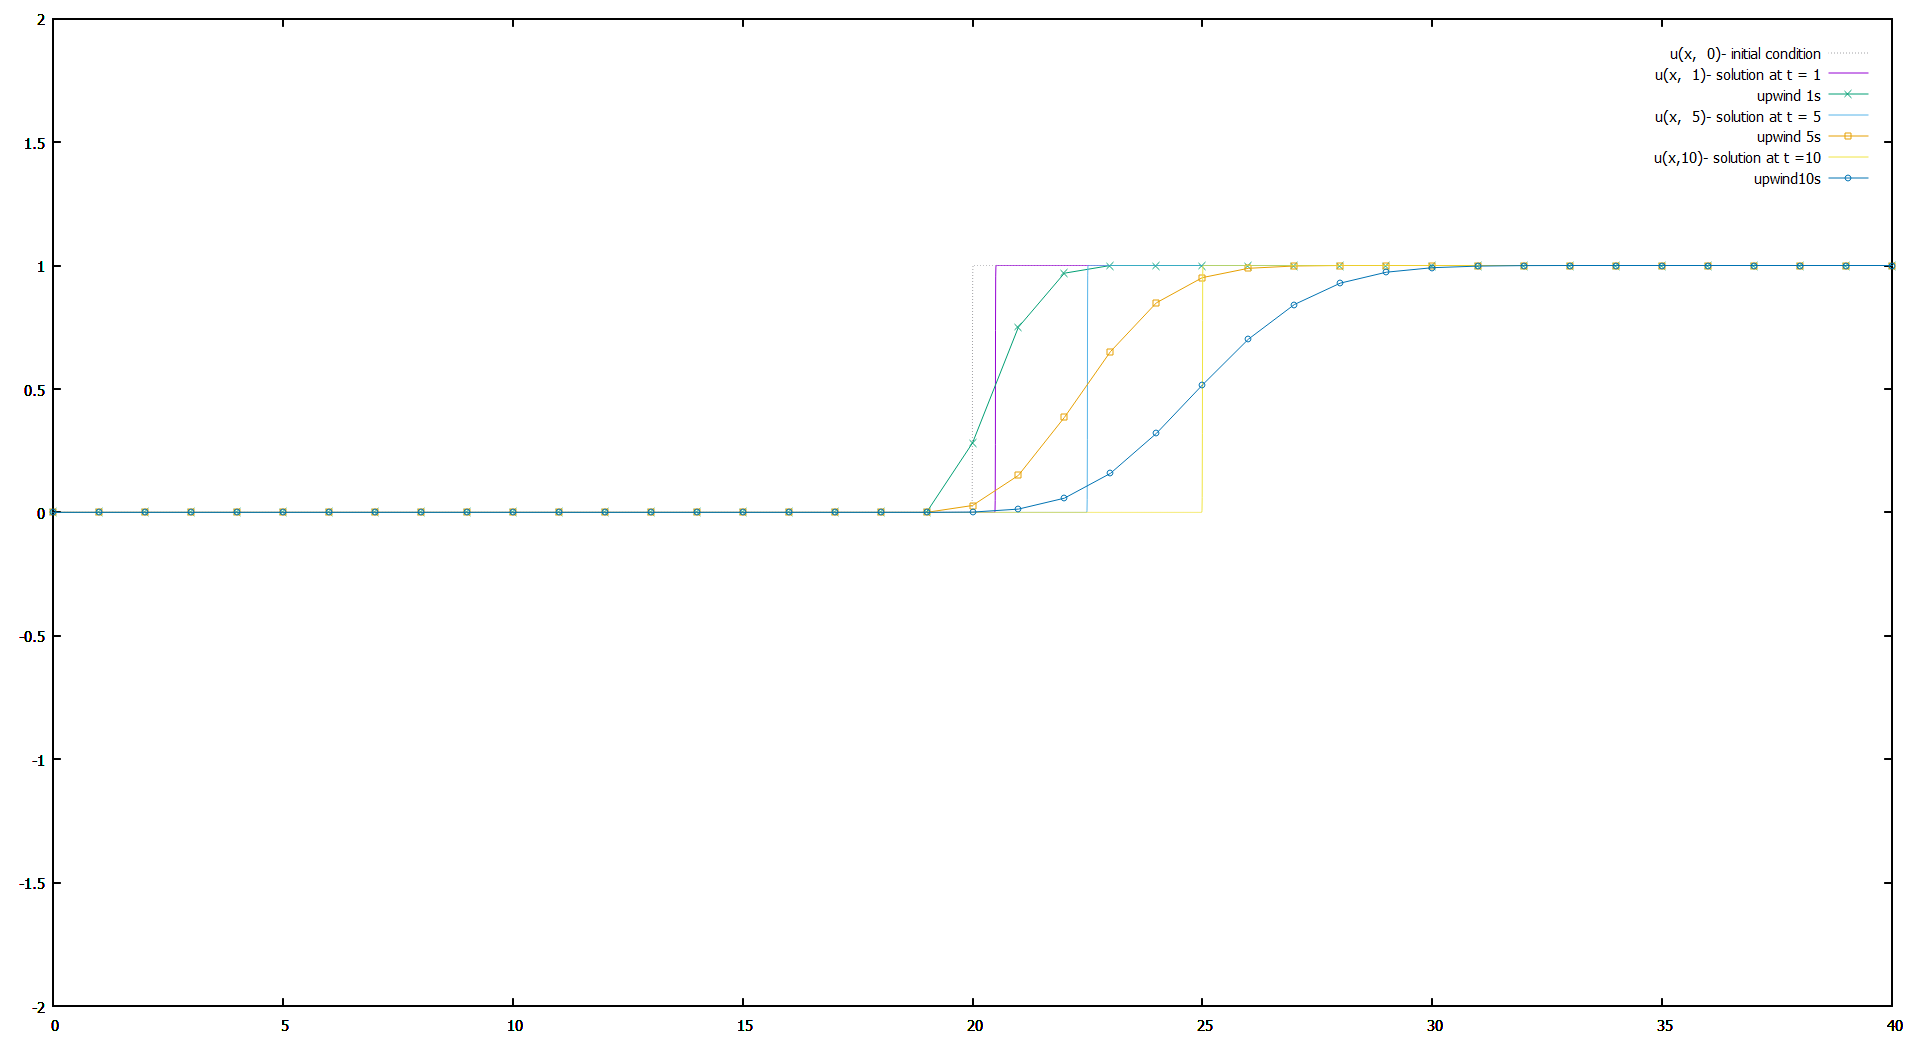 2
1.5
1
0.5
0
-0.5
-1
-1.5
-2
0 5 10 15 20 25 30 35 40
u(x,  0)- initial condition
u(x,  1)- solution at t = 1
upwind 1s
u(x,  5)- solution at t = 5
upwind 5s
u(x,10)- solution at t =10
upwind10s